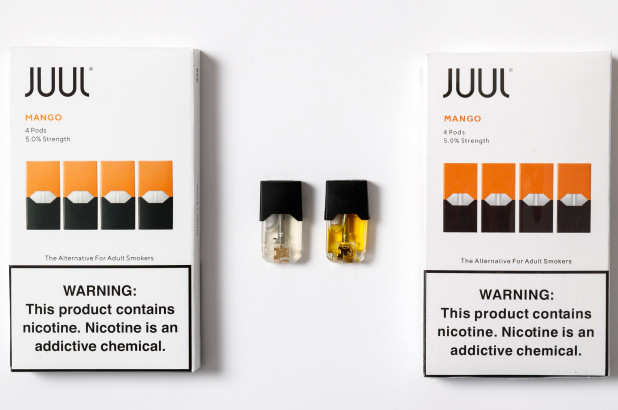 JUUL
MANGO
4 Pods
5.0% Strength
The Alternative For Adult Smokers
WARNING:
This product contains
nicotine. Nicotine is an
addictive chemical.
JUUL
MANGO
4 Pods
5.0% Strength
The Alternative For Adult Smokers
WARNING:
This product contains
nicotine. Nicotine is an
addictive chemical.